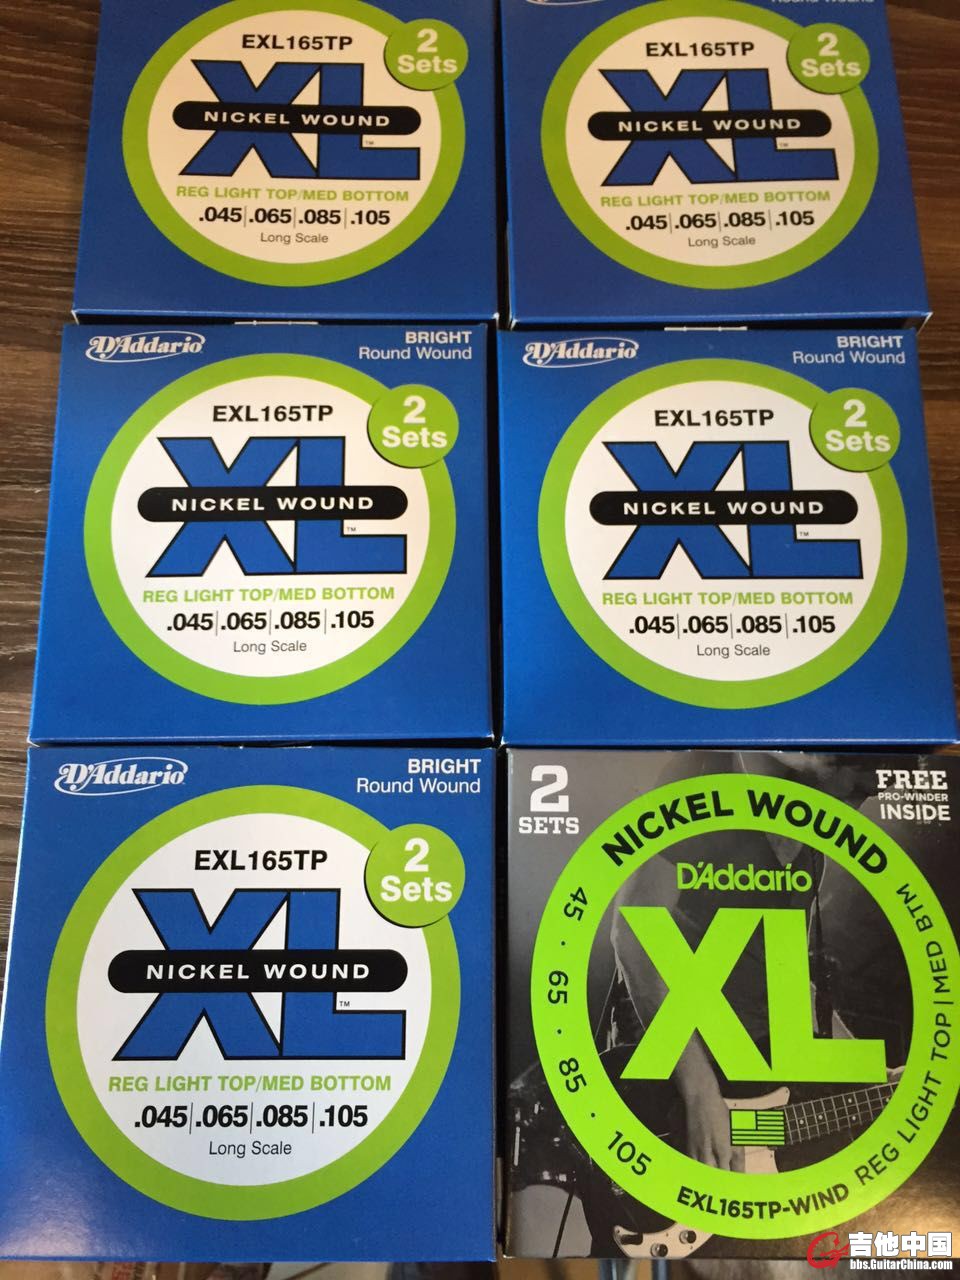 EXL165TP
2
Sets
XL
NICKEL WOUND
™
REG LIGHT TOP/MED BOTTOM
.045|.065|.085|.105
Long Scale
Round Wound
EXL165TP
2
Sets
XL
NICKEL WOUND
™
REG LIGHT TOP/MED BOTTOM
.045|.065|.085|.105
Long Scale
D'Addario
BRIGHT
Round Wound
EXL165TP
2
Sets
XL
NICKEL WOUND
™
REG LIGHT TOP/MED BOTTOM
.045|.065|.085|.105
Long Scale
D'Addario
BRIGHT
Round Wound
EXL165TP
2
Sets
XL
NICKEL WOUND
™
REG LIGHT TOP/MED BOTTOM
.045|.065|.085|.105
Long Scale
D'Addario
BRIGHT
Round Wound
EXL165TP
2
Sets
XL
NICKEL WOUND
™
REG LIGHT TOP/MED BOTTOM
.045|.065|.085|.105
Long Scale
2
SETS
FREE
PRO-WINDER
INSIDE
NICKEL WOUND
D'Addario
XL
45 · 65 · 85 · 105
EXL165TP-WIND
REG LIGHT TOP|MED BTM
吉他中国
bbs.GuitarChina.com